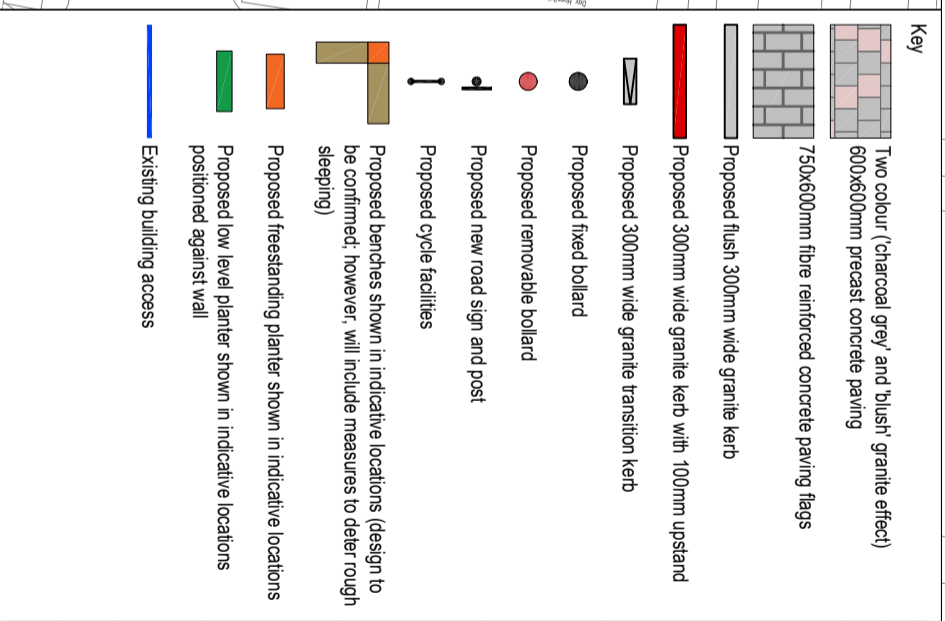 Key
Two colour ('charcoal grey' and 'blush' granite effect)
600x600mm precast concrete paving
750x600mm fibre reinforced concrete paving flags
Proposed flush 300mm wide granite kerb
Proposed 300mm wide granite kerb with 100mm upstand
Proposed 300mm wide granite transition kerb
Proposed fixed bollard
Proposed removable bollard
Proposed new road sign and post
Proposed cycle facilities
Proposed benches shown in indicative locations (design to
be confirmed; however, will include measures to deter rough
sleeping)
Proposed freestanding planter shown in indicative locations
Proposed low level planter shown in indicative locations
positioned against wall
Existing building access